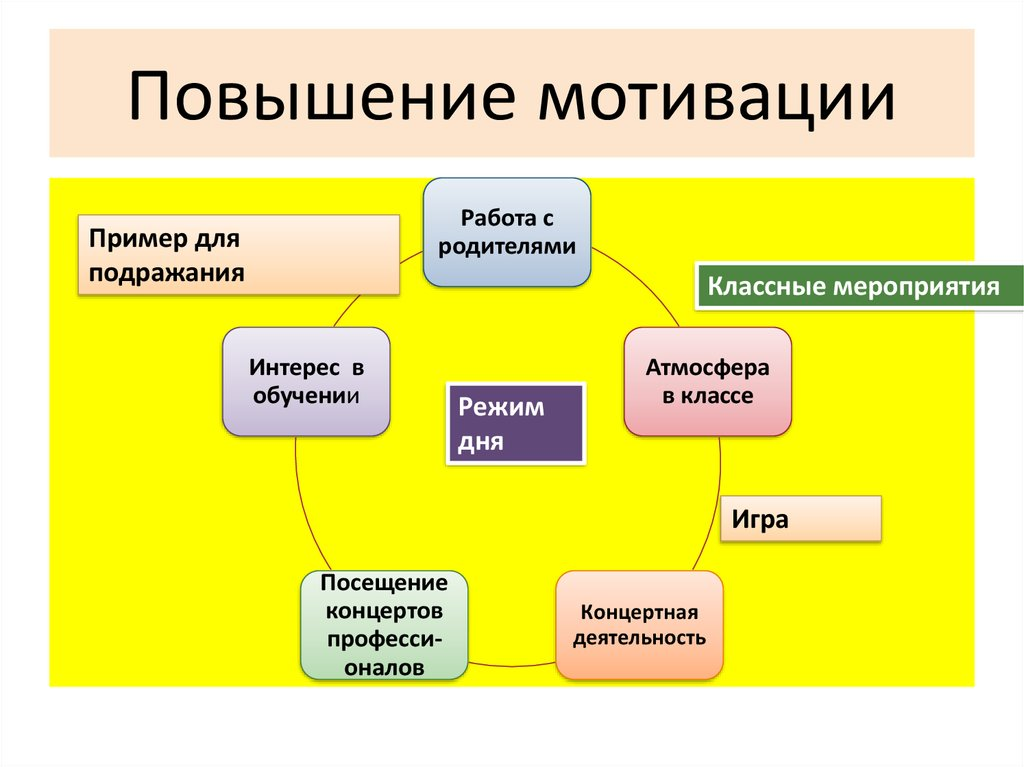 Повышение мотивации
Работа с
родителями
Пример для
подражания
Классные мероприятия
Интерес в
обучении
Атмосфера
в классе
Режим
дня
Игра
Посещение
концертов
професси-
оналов
Концертная
деятельность